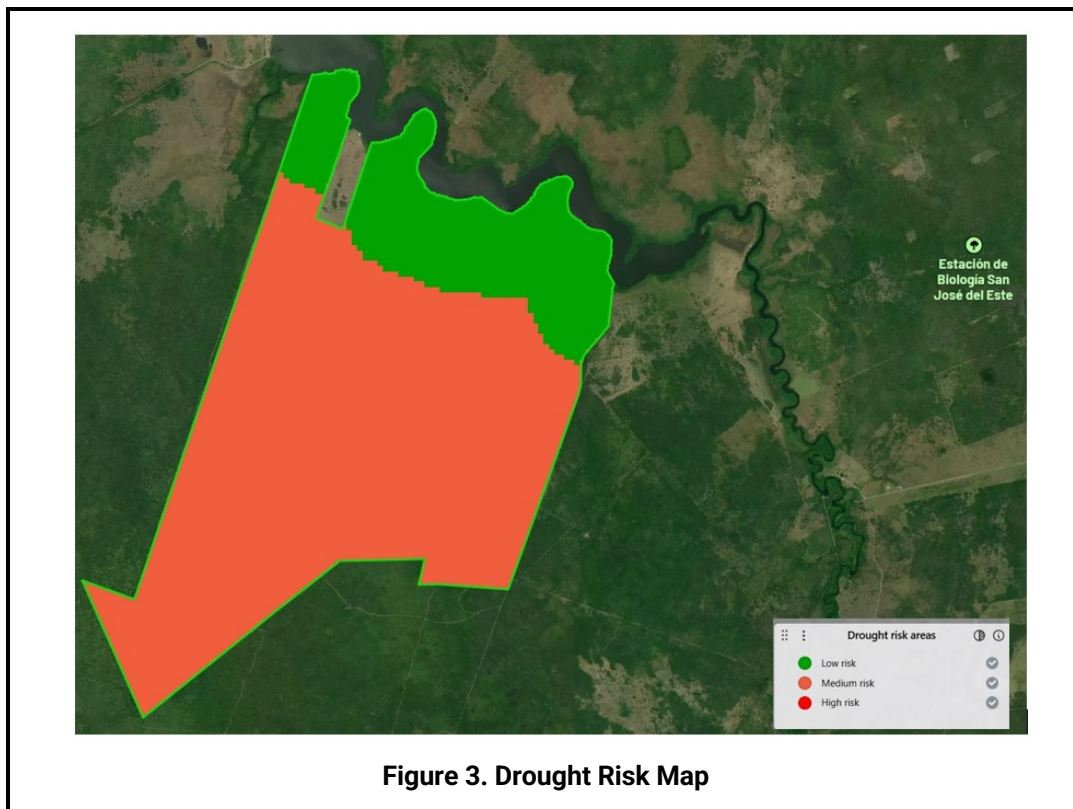 Estación de
Biología San
José del Este
Drought risk areas
Low risk
Medium risk
High risk
Figure 3. Drought Risk Map